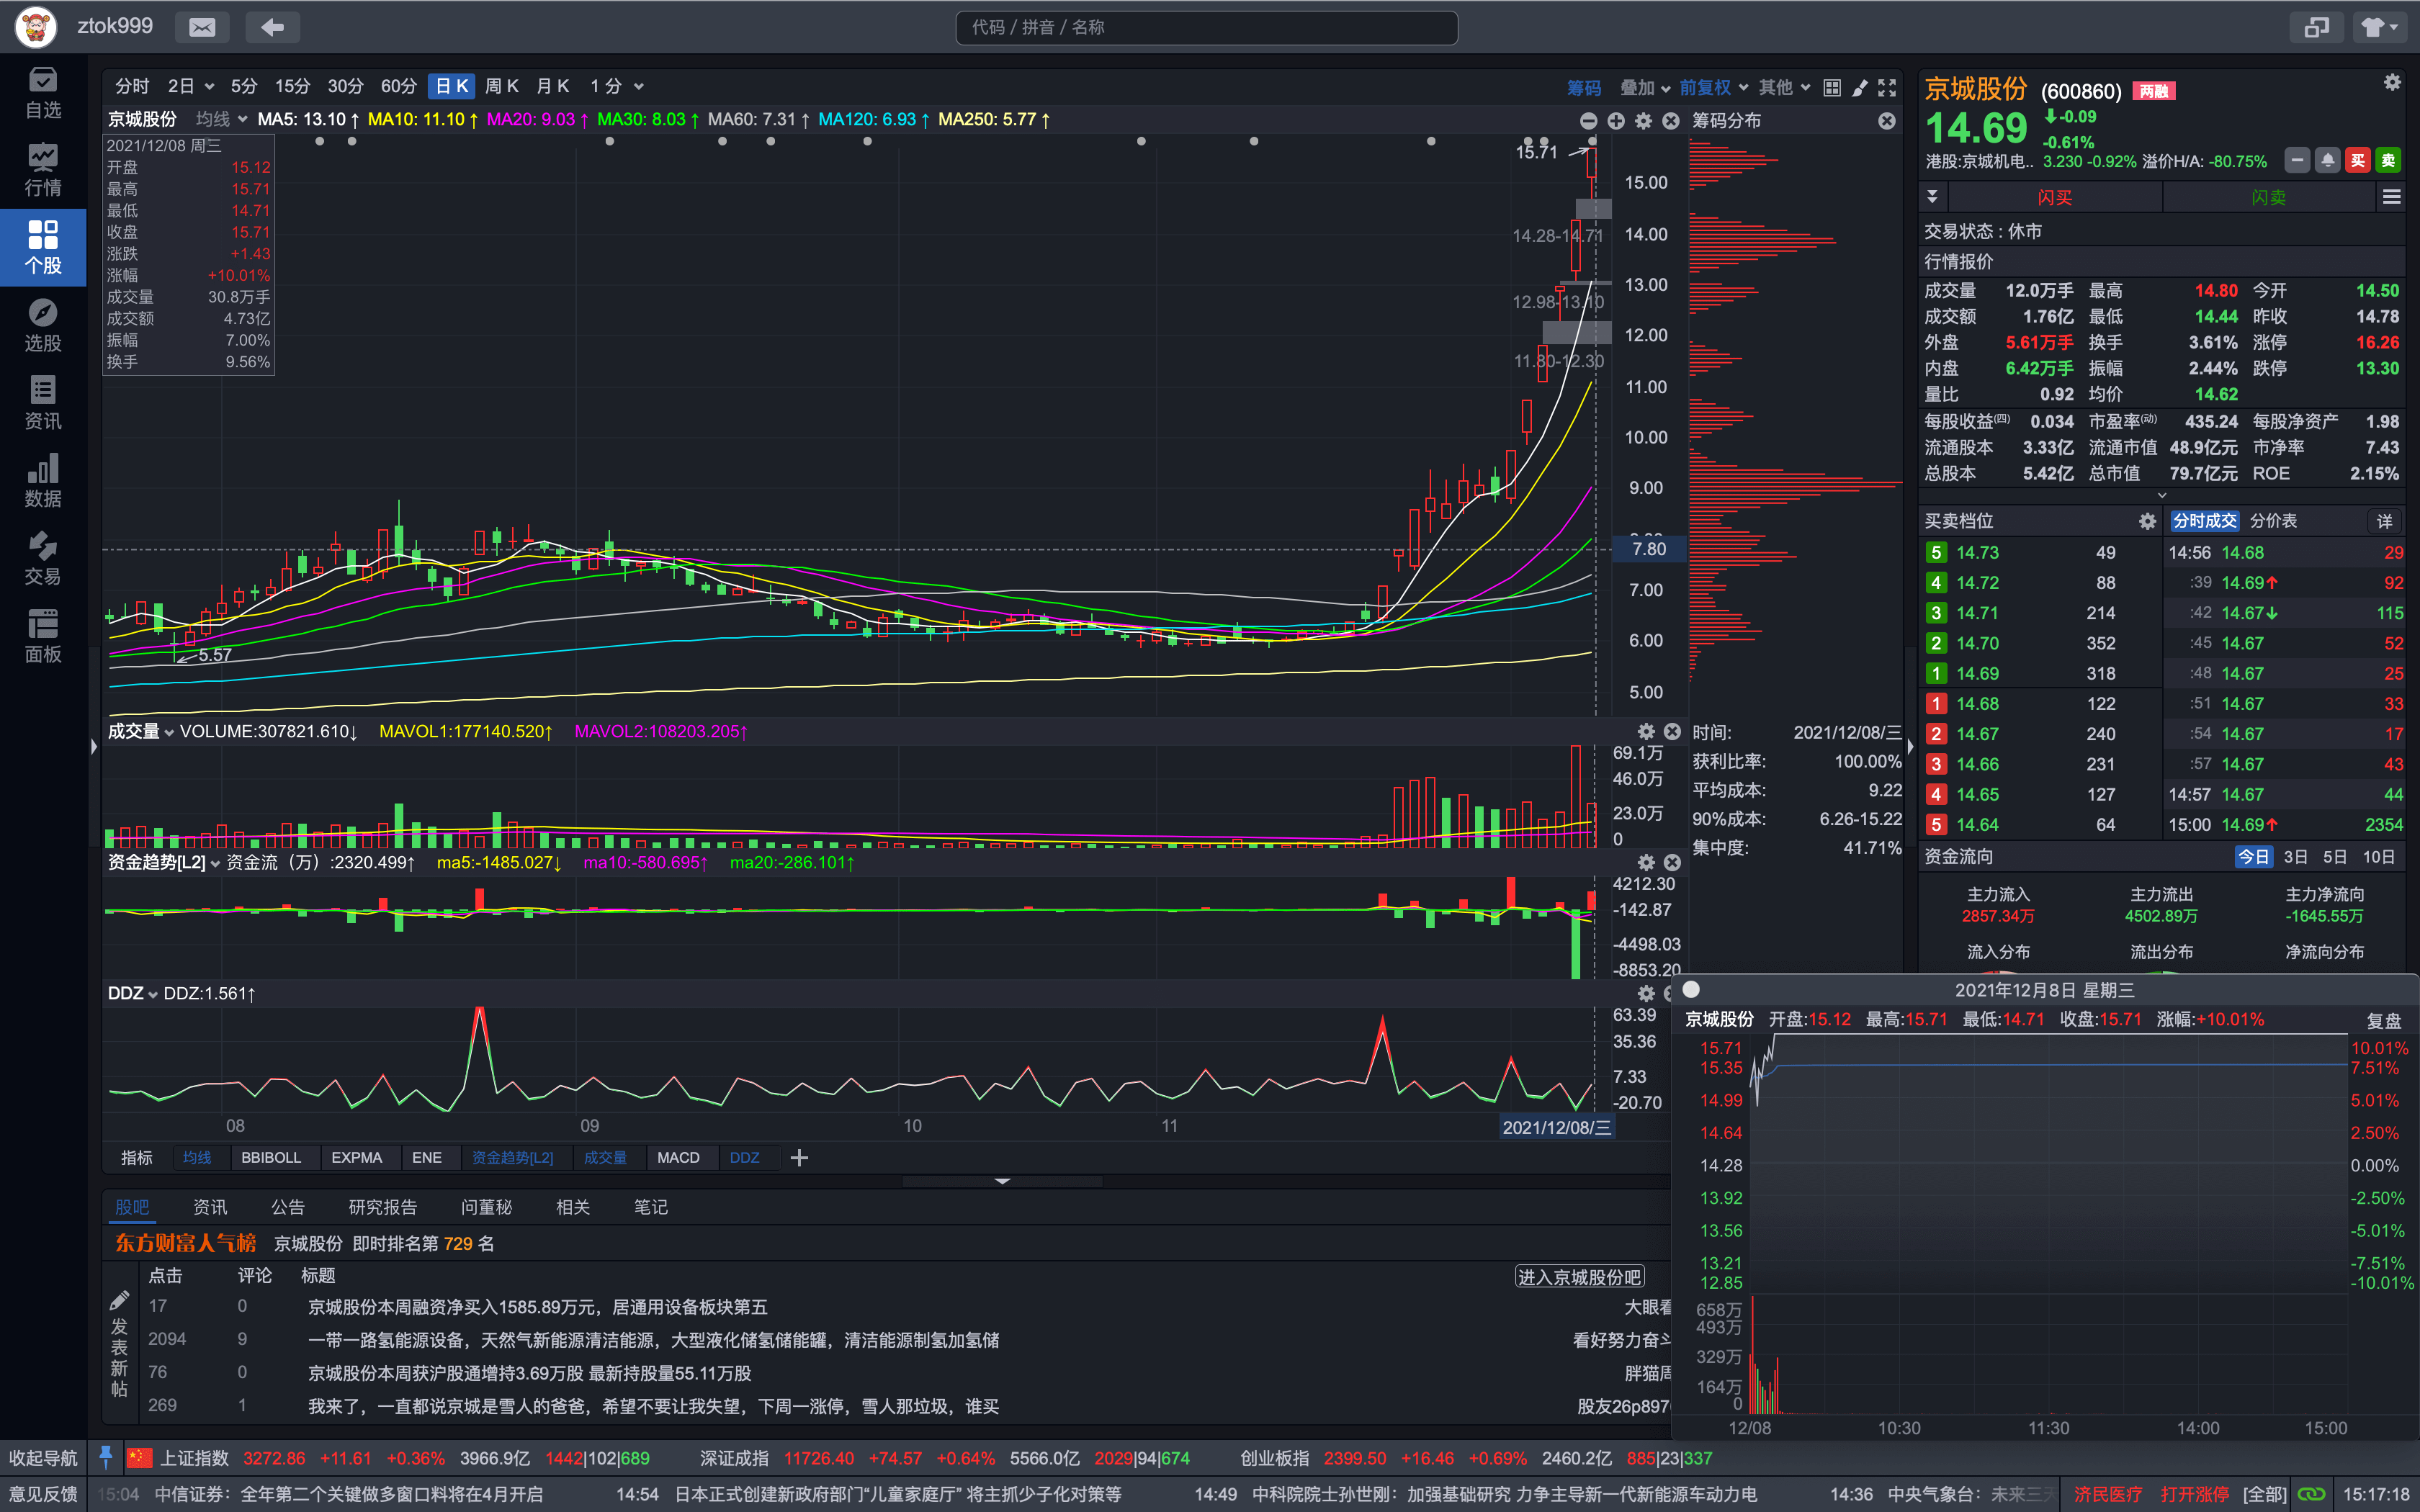 ztok999
代码 / 拼音 / 名称
自选
行情
个股
选股
资讯
数据
交易
面板
分时 2日 5分 15分 30分 60分 日K 周K 月K 1分 筹码 叠加 前复权 其他
京城股份 均线 MA5: 13.10↑ MA10: 11.10↑ MA20: 9.03↑ MA30: 8.03↑ MA60: 7.31↑ MA120: 6.93↑ MA250: 5.77↑
2021/12/08 周三
开盘 15.12
最高 15.71
最低 14.71
收盘 15.71
涨跌 +1.43
涨幅 +10.01%
成交量 30.8万手
成交额 4.73亿
振幅 7.00%
换手 9.56%
15.71
14.28-14.71
12.98-13.10
11.80-12.30
5.57
15.00
14.00
13.00
12.00
11.00
10.00
9.00
7.80
7.00
6.00
5.00
筹码分布
时间: 2021/12/08/三
获利比率: 100.00%
平均成本: 9.22
90%成本: 6.26-15.22
集中度: 41.71%
成交量 VOLUME:307821.610↓ MAVOL1:177140.520↑ MAVOL2:108203.205↑
69.1万
46.0万
23.0万
0
资金趋势[L2] 资金流（万）:2320.499↑ ma5:-1485.027↓ ma10:-580.695↑ ma20:-286.101↑
4212.30
-142.87
-4498.03
-8853.20
DDZ DDZ:1.561↑
63.39
35.36
7.33
-20.70
08 09 10 11 2021/12/08/三
指标 均线 BBIBOLL EXPMA ENE 资金趋势[L2] 成交量 MACD DDZ
股吧 资讯 公告 研究报告 问董秘 相关 笔记
东方财富人气榜 京城股份 即时排名第 729 名
发表新帖
点击 评论 标题 进入京城股份吧
17 0 京城股份本周融资净买入1585.89万元，居通用设备板块第五 大眼看
2094 9 一带一路氢能源设备，天然气新能源清洁能源，大型液化储氢储能罐，清洁能源制氢加氢储 看好努力奋斗
76 0 京城股份本周获沪股通增持3.69万股 最新持股量55.11万股 胖猫周
269 1 我来了，一直都说京城是雪人的爸爸，希望不要让我失望，下周一涨停，雪人那垃圾，谁买 股友26p897
京城股份 (600860) 两融
14.69 -0.09
-0.61%
港股:京城机电.. 3.230 -0.92% 溢价H/A: -80.75% 买 卖
闪买 闪卖
交易状态 : 休市
行情报价
成交量 12.0万手 最高 14.80 今开 14.50
成交额 1.76亿 最低 14.44 昨收 14.78
外盘 5.61万手 换手 3.61% 涨停 16.26
内盘 6.42万手 振幅 2.44% 跌停 13.30
量比 0.92 均价 14.62
每股收益(四) 0.034 市盈率(动) 435.24 每股净资产 1.98
流通股本 3.33亿 流通市值 48.9亿元 市净率 7.43
总股本 5.42亿 总市值 79.7亿元 ROE 2.15%
买卖档位 分时成交 分价表 详
5 14.73 49 14:56 14.68 29
4 14.72 88 :39 14.69↑ 92
3 14.71 214 :42 14.67↓ 115
2 14.70 352 :45 14.67 52
1 14.69 318 :48 14.67 25
1 14.68 122 :51 14.67 33
2 14.67 240 :54 14.67 17
3 14.66 231 :57 14.67 43
4 14.65 127 14:57 14.67 44
5 14.64 64 15:00 14.69↑ 2354
资金流向 今日 3日 5日 10日
主力流入 主力流出 主力净流向
2857.34万 4502.89万 -1645.55万
流入分布 流出分布 净流向分布
2021年12月8日 星期三
京城股份 开盘:15.12 最高:15.71 最低:14.71 收盘:15.71 涨幅:+10.01% 复盘
15.71 10.01%
15.35 7.51%
14.99 5.01%
14.64 2.50%
14.28 0.00%
13.92 -2.50%
13.56 -5.01%
13.21 -7.51%
12.85 -10.01%
658万
493万
329万
164万
0
12/08 10:30 11:30 14:00 15:00
收起导航 上证指数 3272.86 +11.61 +0.36% 3966.9亿 1442|102|689 深证成指 11726.40 +74.57 +0.64% 5566.0亿 2029|94|674 创业板指 2399.50 +16.46 +0.69% 2460.2亿 885|23|337
意见反馈 15:04 中信证券：全年第二个关键做多窗口料将在4月开启 14:54 日本正式创建新政府部门“儿童家庭厅” 将主抓少子化对策等 14:49 中科院院士孙世刚：加强基础研究 力争主导新一代新能源车动力电 14:36 中央气象台：未来三天 济民医疗 打开涨停 [全部] 15:17:18